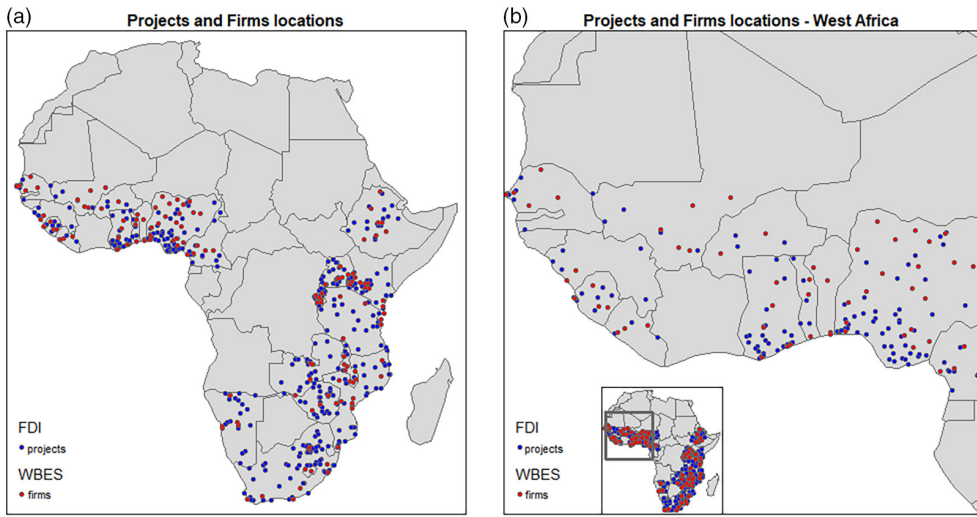 (a)
Projects and Firms locations
FDI
projects
WBES
firms
(b)
Projects and Firms locations - West Africa
FDI
projects
WBES
firms